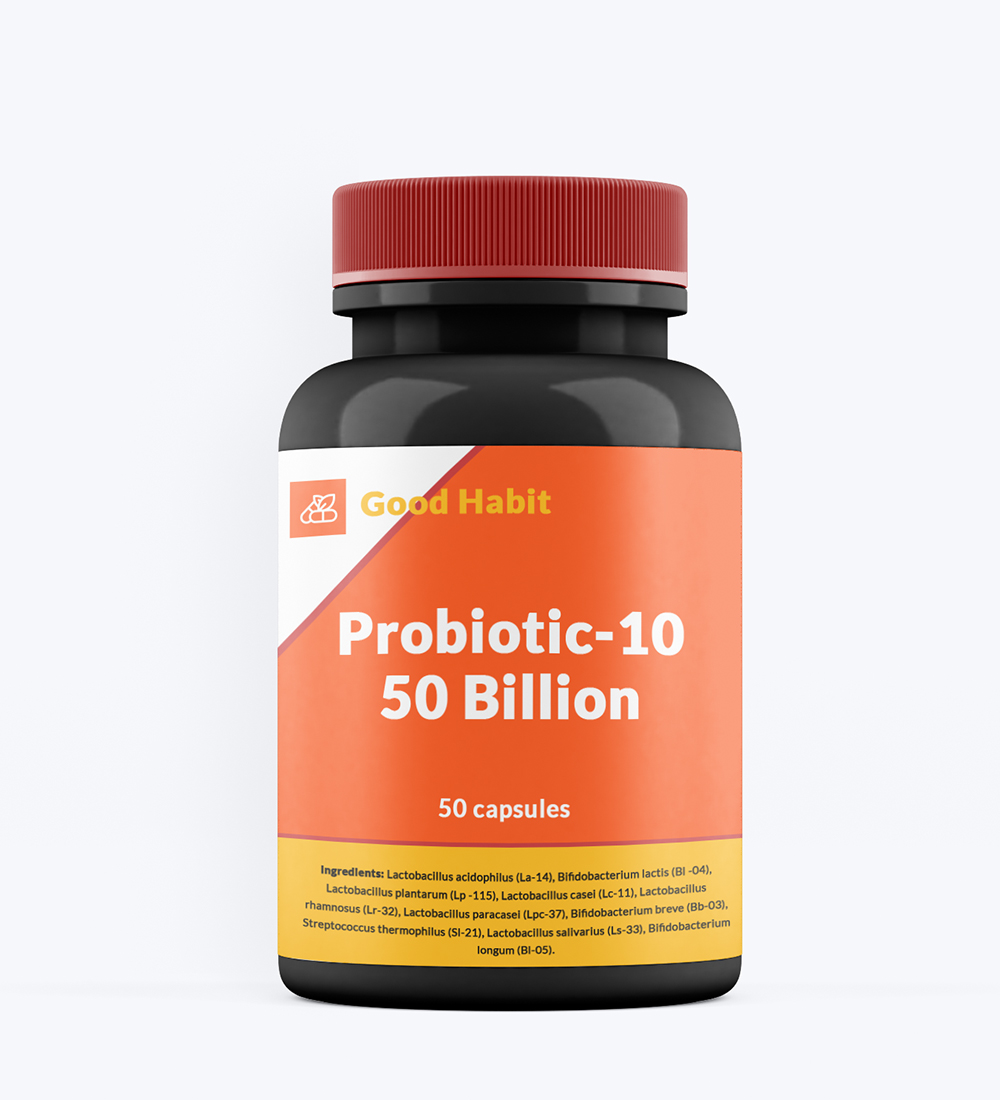 Good Habit
Probiotic-10
50 Billion
50 capsules
Ingredients: Lactobacillus acidophilus (La-14), Bifidobacterium lactis (Bl -04),
Lactobacillus plantarum (Lp -115), Lactobacillus casei (Lc-11), Lactobacillus
rhamnosus (Lr-32), Lactobacillus paracasei (Lpc-37), Bifidobacterium breve (Bb-03),
Streptococcus thermophilus (Sl-21), Lactobacillus salivarius (Ls-33), Bifidobacterium
longum (Bl-05).